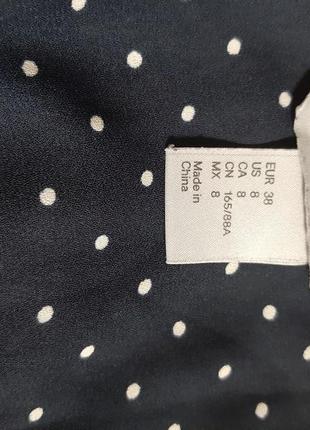 EUR 38
US 8
CA 8
CN 165/88A
MX 8
Made in
China